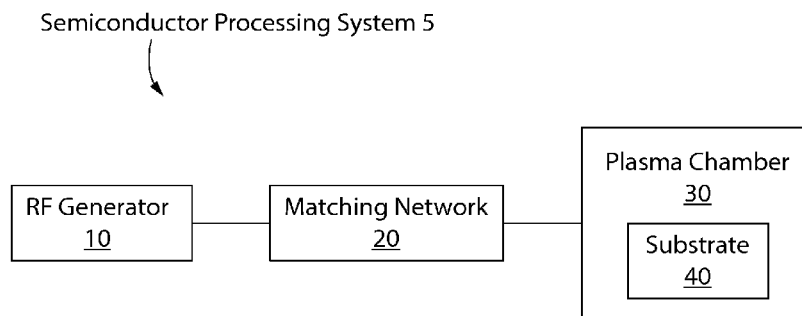 Semiconductor Processing System 5
RF Generator
10
Matching Network
20
Plasma Chamber
30
Substrate
40